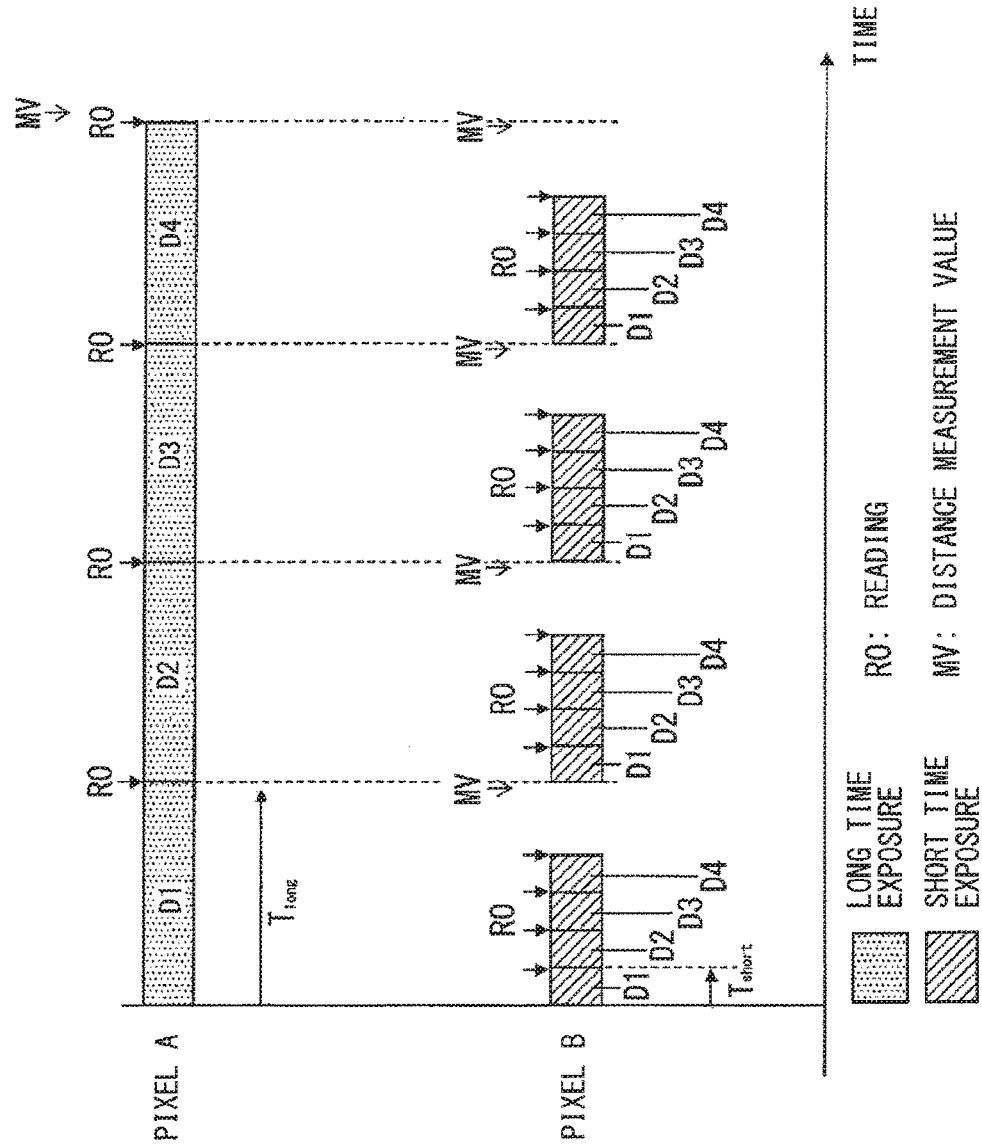 MV
RO RO RO RO
PIXEL A D1 D2 D3 D4
Tlong
MV MV MV MV
RO RO RO RO
PIXEL B
D1 D2 D3 D4 D1 D2 D3 D4 D1 D2 D3 D4 D1 D2 D3 D4
Tshort
TIME
LONG TIME
EXPOSURE
SHORT TIME
EXPOSURE
RO: READING
MV: DISTANCE MEASUREMENT VALUE